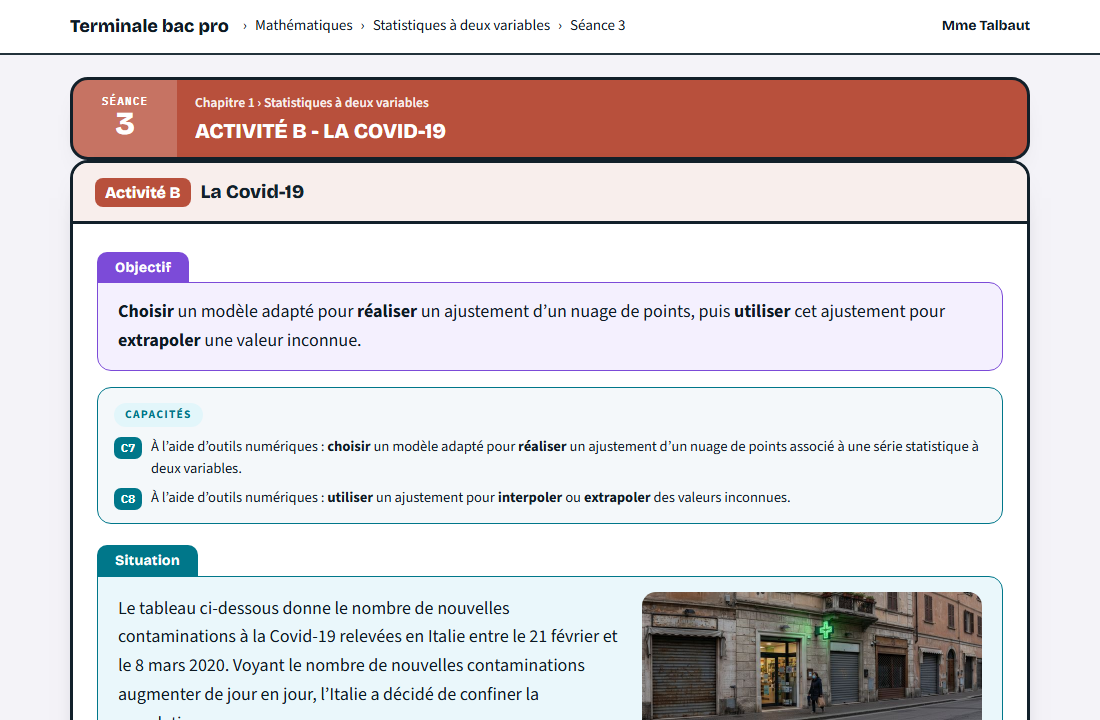 Terminale bac pro › Mathématiques › Statistiques à deux variables › Séance 3
Mme Talbaut
SÉANCE
3
Chapitre 1 › Statistiques à deux variables
ACTIVITÉ B - LA COVID-19
Activité B La Covid-19
Objectif
Choisir un modèle adapté pour réaliser un ajustement d’un nuage de points, puis utiliser cet ajustement pour
extrapoler une valeur inconnue.
CAPACITÉS
C7 À l’aide d’outils numériques : choisir un modèle adapté pour réaliser un ajustement d’un nuage de points associé à une série statistique à
deux variables.
C8 À l’aide d’outils numériques : utiliser un ajustement pour interpoler ou extrapoler des valeurs inconnues.
Situation
Le tableau ci-dessous donne le nombre de nouvelles
contaminations à la Covid-19 relevées en Italie entre le 21 février et
le 8 mars 2020. Voyant le nombre de nouvelles contaminations
augmenter de jour en jour, l’Italie a décidé de confiner la